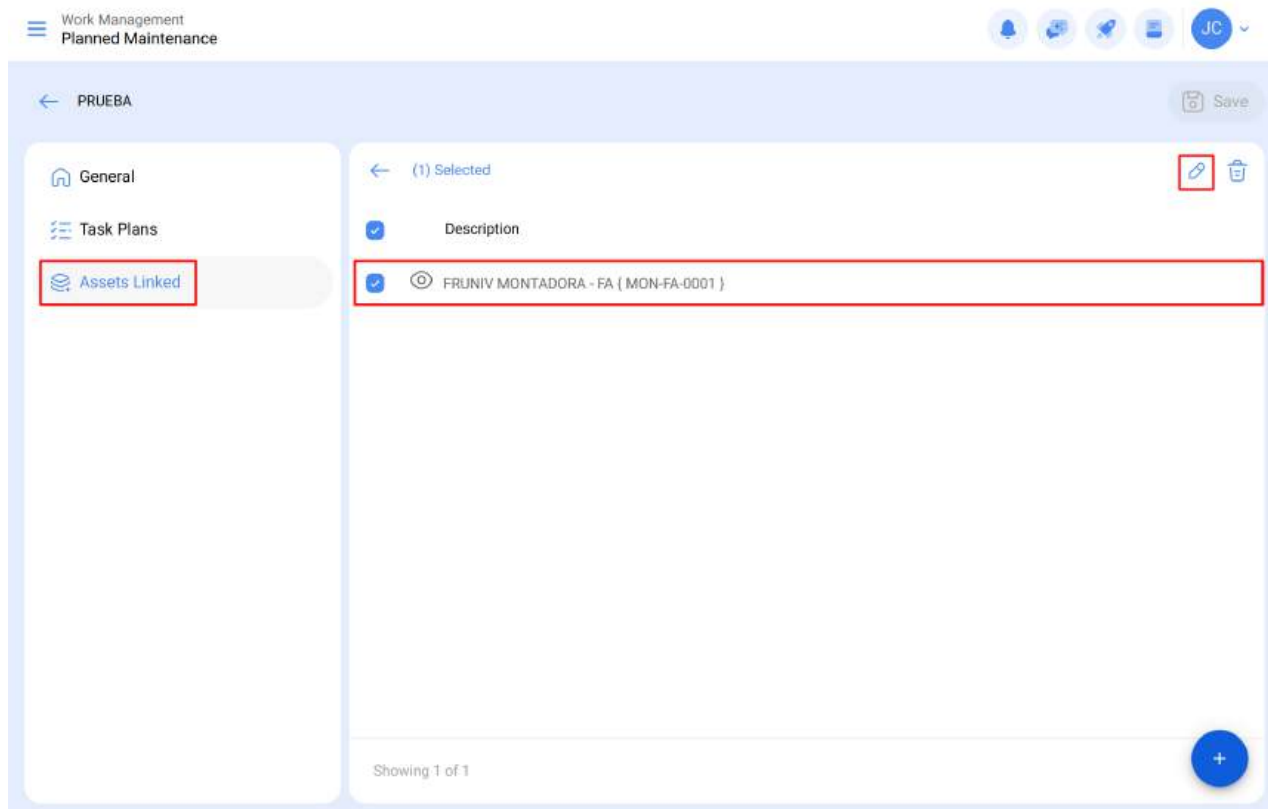 Work Management
Planned Maintenance
JC
PRUEBA
Save
General
Task Plans
Assets Linked
(1) Selected
Description
FRUNIV MONTADORA - FA { MON-FA-0001 }
Showing 1 of 1